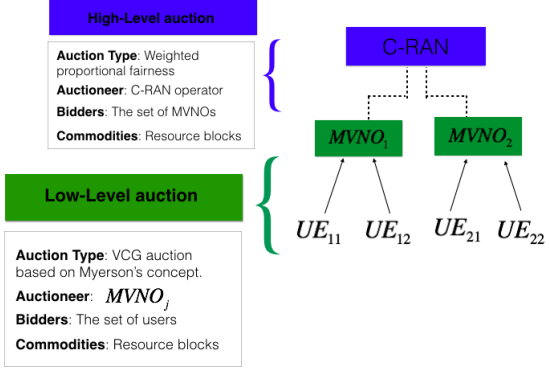 High-Level auction
Auction Type: Weighted
proportional fairness
Auctioneer: C-RAN operator
Bidders: The set of MVNOs
Commodities: Resource blocks
C-RAN
MVNO₁
MVNO₂
Low-Level auction
Auction Type: VCG auction
based on Myerson's concept.
Auctioneer: MVNOⱼ
Bidders: The set of users
Commodities: Resource blocks
UE₁₁
UE₁₂
UE₂₁
UE₂₂